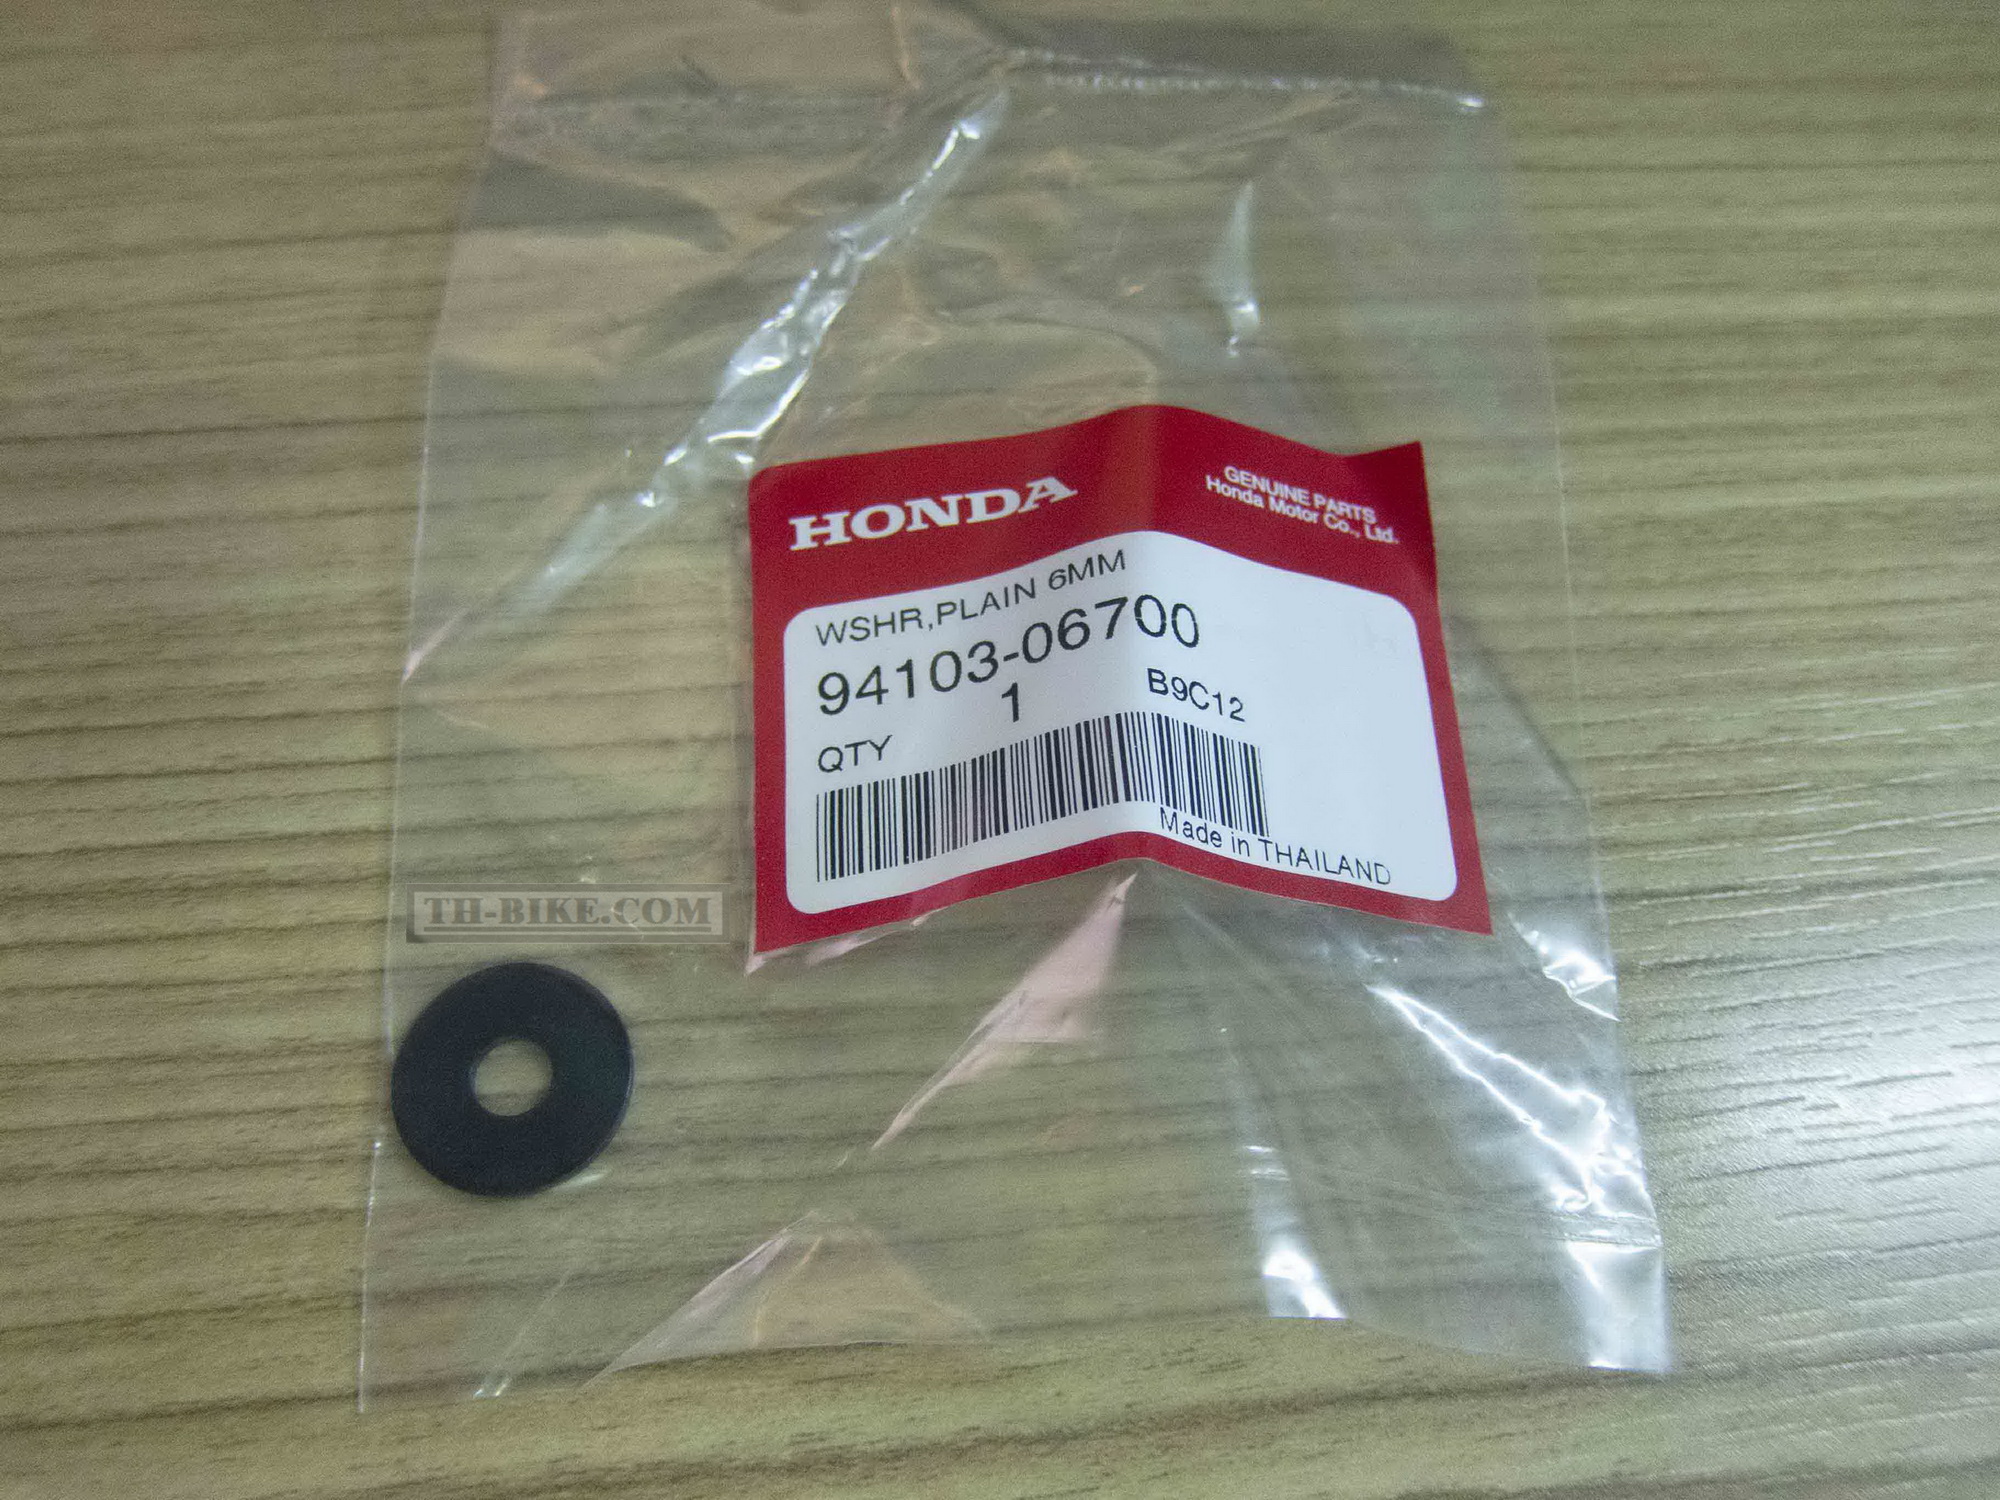 HONDA
GENUINE PARTS
Honda Motor Co., Ltd.
WSHR,PLAIN 6MM
94103-06700
1
B9C12
QTY
Made in THAILAND
TH-BIKE.COM